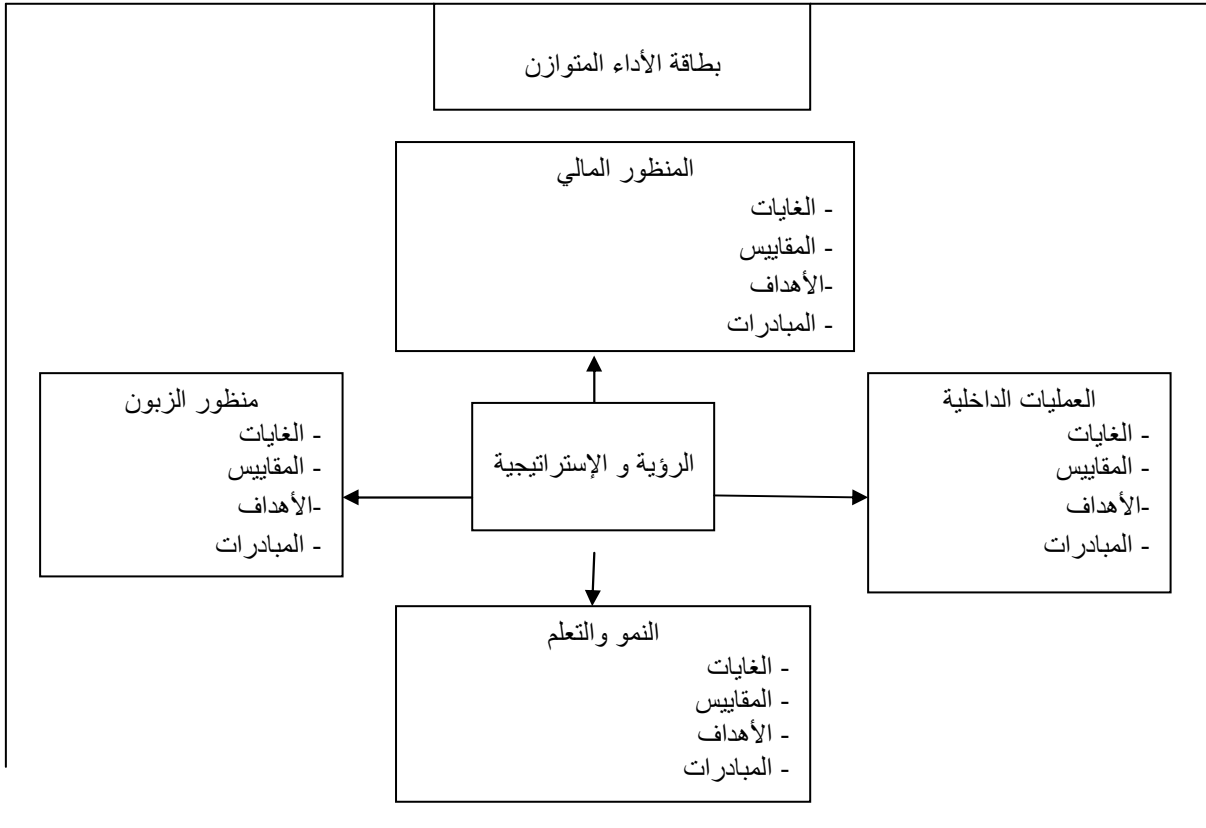 بطاقة الأداء المتوازن
المنظور المالي
- الغايات
- المقاييس
-الأهداف
- المبادرات
العمليات الداخلية
- الغايات
- المقاييس
-الأهداف
- المبادرات
الرؤية و الإستراتيجية
منظور الزبون
- الغايات
- المقاييس
-الأهداف
- المبادرات
النمو والتعلم
- الغايات
- المقاييس
- الأهداف
- المبادرات